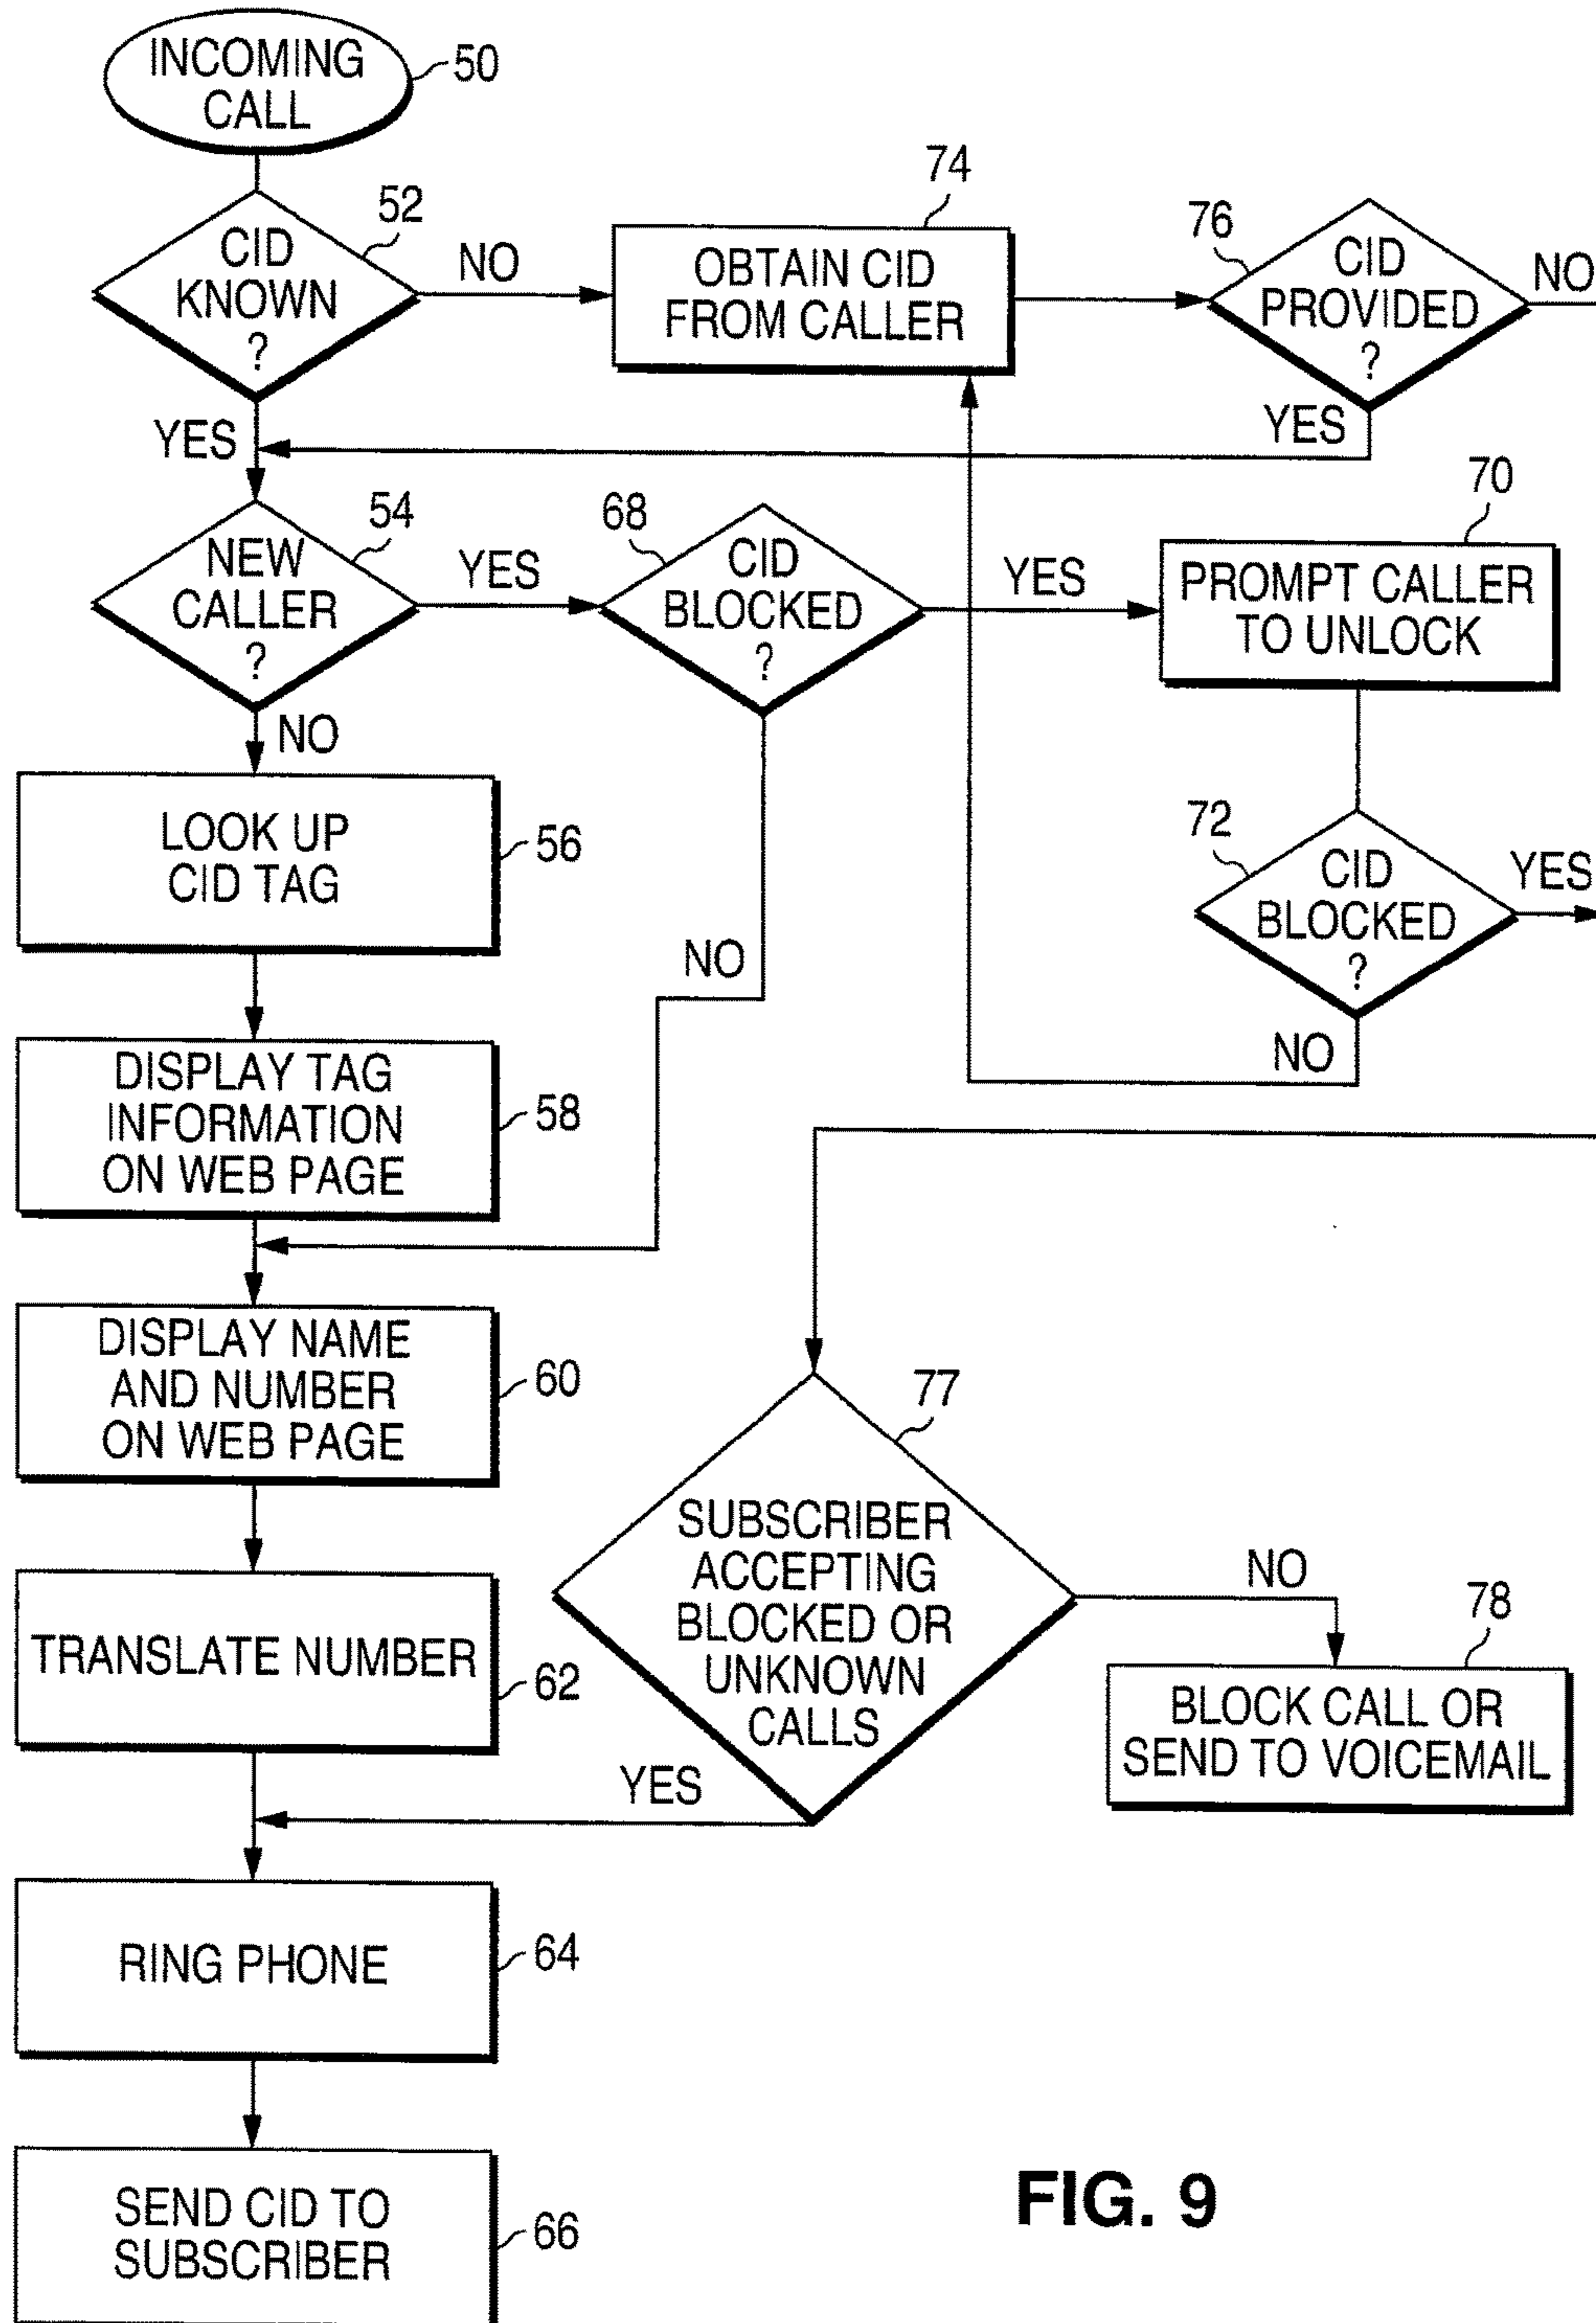 INCOMING
CALL
50
CID
KNOWN
?
52
NO
OBTAIN CID
FROM CALLER
74
CID
PROVIDED
?
76
NO
YES
YES
NEW
CALLER
?
54
YES
CID
BLOCKED
?
68
YES
PROMPT CALLER
TO UNLOCK
70
NO
LOOK UP
CID TAG
56
NO
CID
BLOCKED
?
72
YES
NO
DISPLAY TAG
INFORMATION
ON WEB PAGE
58
DISPLAY NAME
AND NUMBER
ON WEB PAGE
60
SUBSCRIBER
ACCEPTING
BLOCKED OR
UNKNOWN
CALLS
77
NO
BLOCK CALL OR
SEND TO VOICEMAIL
78
TRANSLATE NUMBER
62
YES
RING PHONE
64
SEND CID TO
SUBSCRIBER
66
FIG. 9